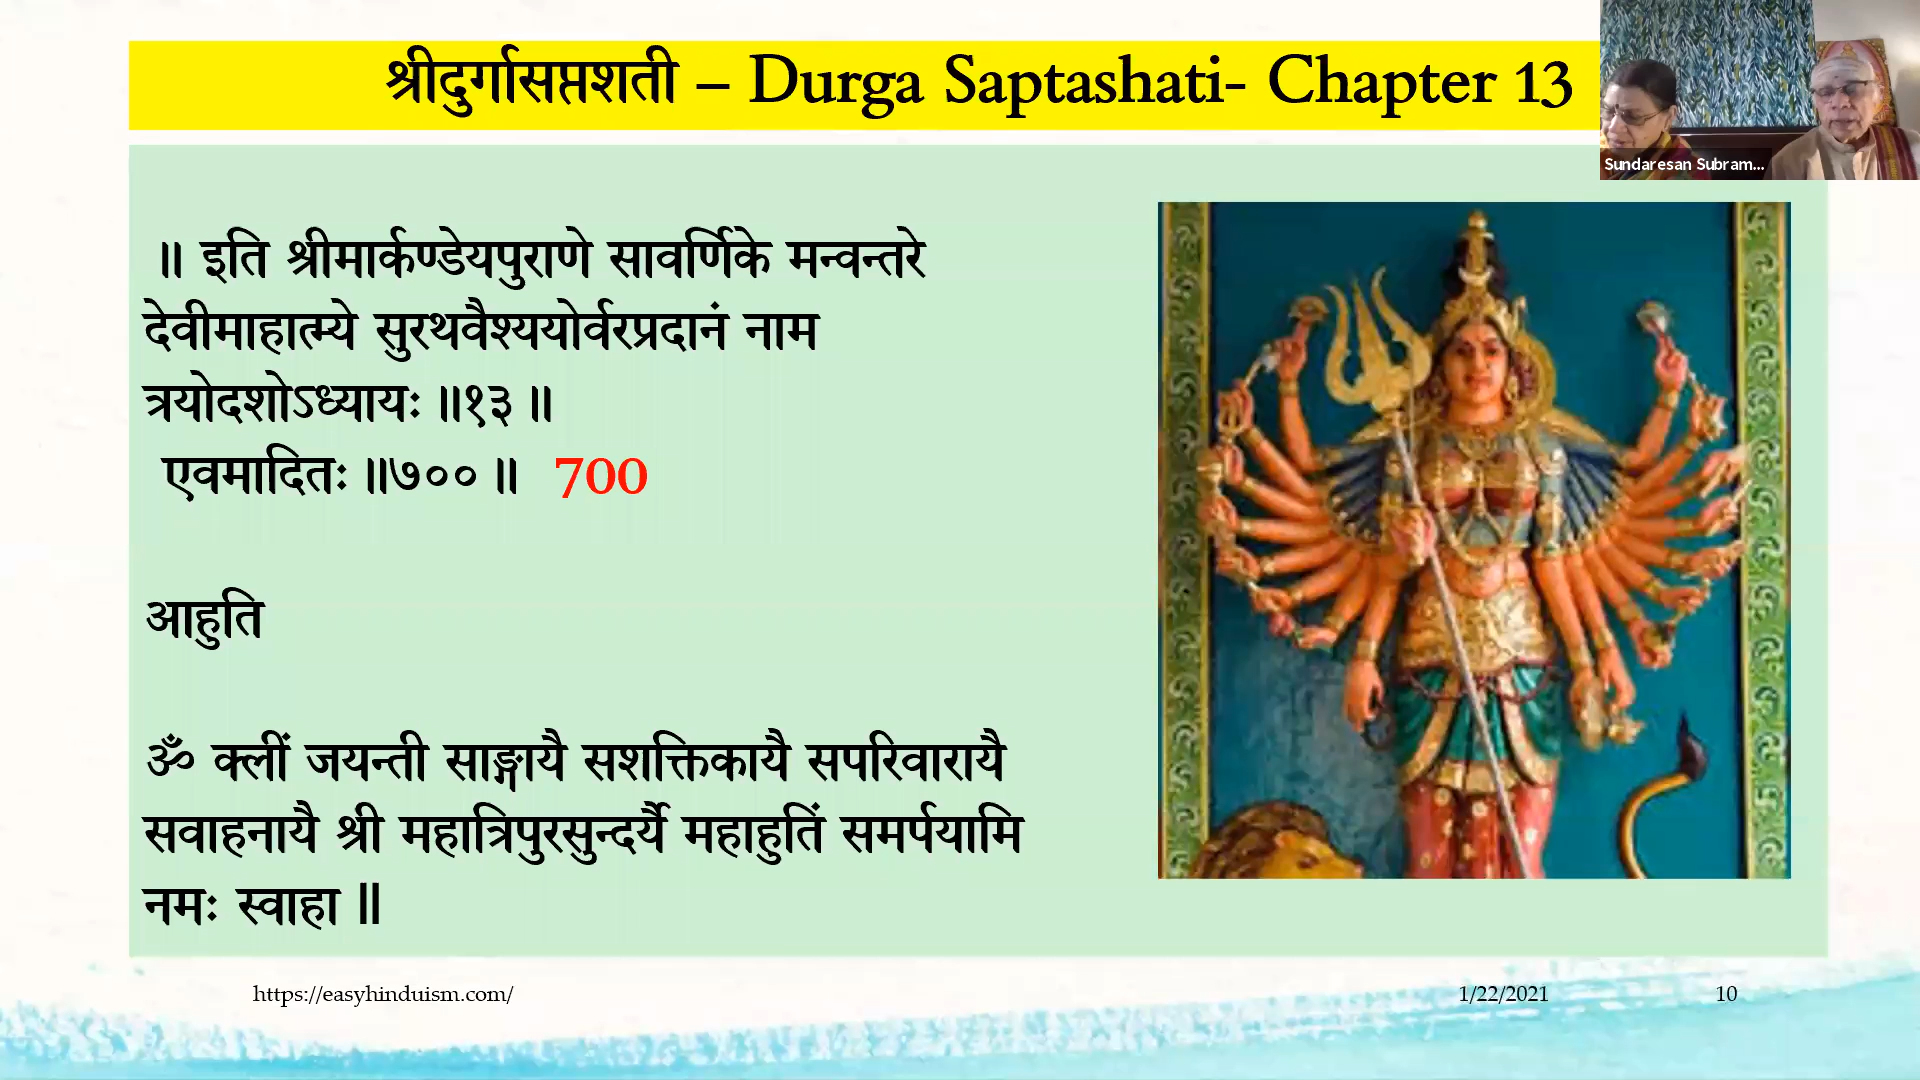 श्रीदुर्गासप्तशती – Durga Saptashati- Chapter 13
Sundaresan Subram...
॥ इति श्रीमार्कण्डेयपुराणे सावर्णिके मन्वन्तरे
देवीमाहात्म्ये सुरथवैश्ययोर्वरप्रदानं नाम
त्रयोदशोऽध्यायः ॥१३ ॥
एवमादितः ॥७०० ॥ 700
आहुति
ॐ क्लीं जयन्ती साङ्गायै सशक्तिकायै सपरिवारायै
सवाहनायै श्री महात्रिपुरसुन्दर्यै महाहुतिं समर्पयामि
नमः स्वाहा ॥
https://easyhinduism.com/ 1/22/2021 10